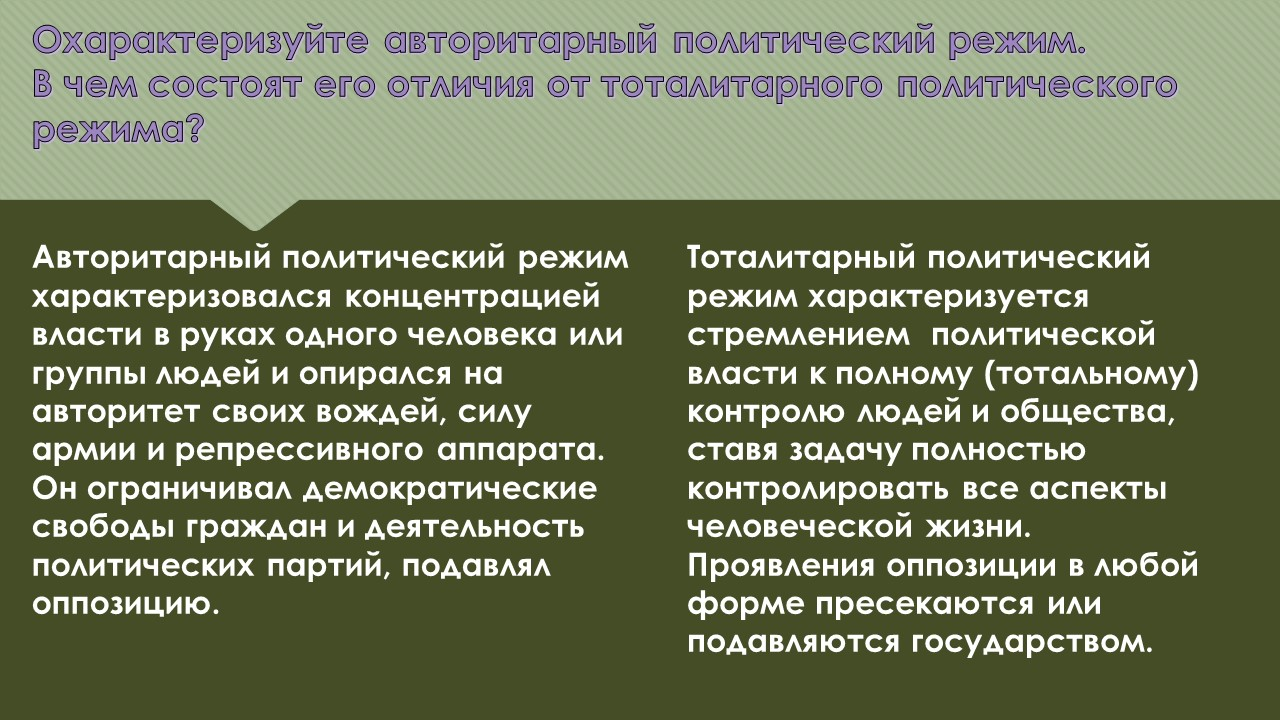 Охарактеризуйте авторитарный политический режим.
В чем состоят его отличия от тоталитарного политического
режима?
Авторитарный политический режим
характеризовался концентрацией
власти в руках одного человека или
группы людей и опирался на
авторитет своих вождей, силу
армии и репрессивного аппарата.
Он ограничивал демократические
свободы граждан и деятельность
политических партий, подавлял
оппозицию.
Тоталитарный политический
режим характеризуется
стремлением политической
власти к полному (тотальному)
контролю людей и общества,
ставя задачу полностью
контролировать все аспекты
человеческой жизни.
Проявления оппозиции в любой
форме пресекаются или
подавляются государством.